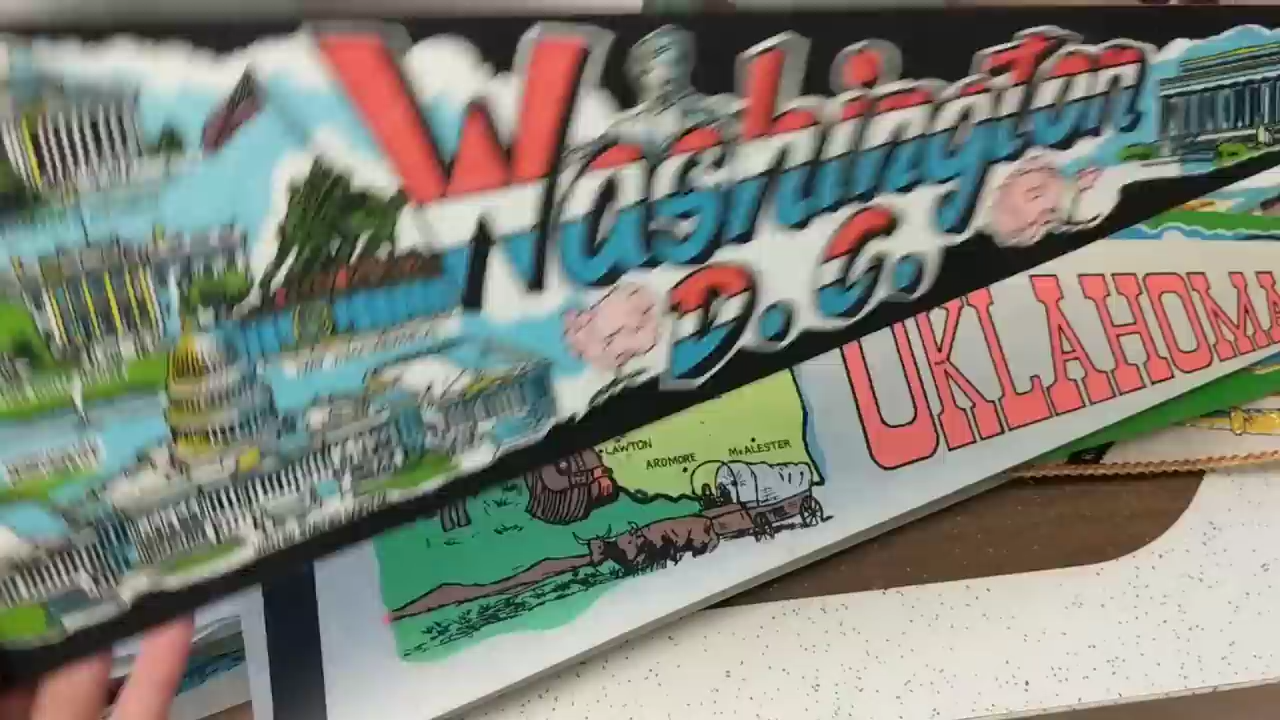 Washington
D.C.
OKLAHOMA
LAWTON
ARDMORE
McALESTER